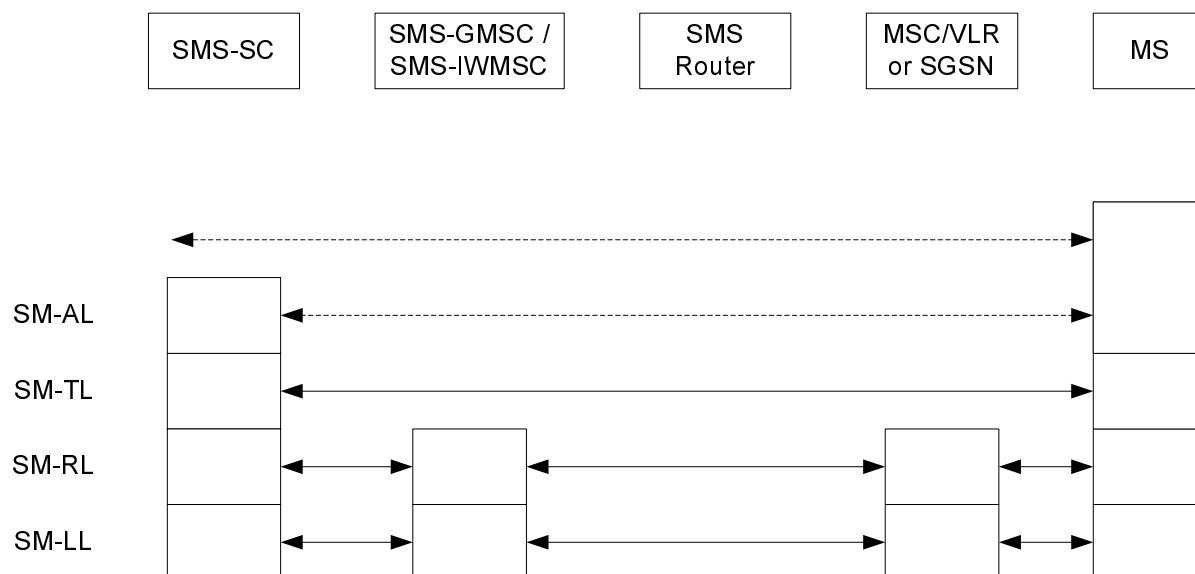 SMS-SC
SMS-GMSC /
SMS-IWMSC
SMS
Router
MSC/VLR
or SGSN
MS
SM-AL
SM-TL
SM-RL
SM-LL